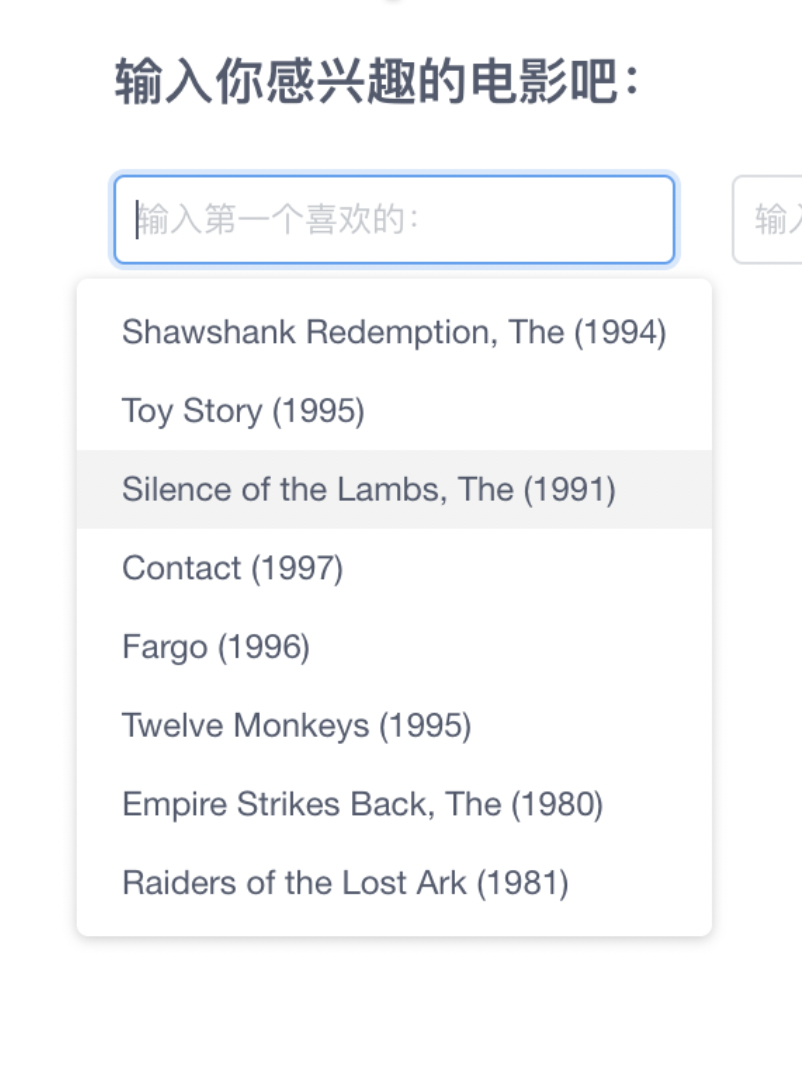 输入你感兴趣的电影吧：
输入第一个喜欢的：
输入
Shawshank Redemption, The (1994)
Toy Story (1995)
Silence of the Lambs, The (1991)
Contact (1997)
Fargo (1996)
Twelve Monkeys (1995)
Empire Strikes Back, The (1980)
Raiders of the Lost Ark (1981)